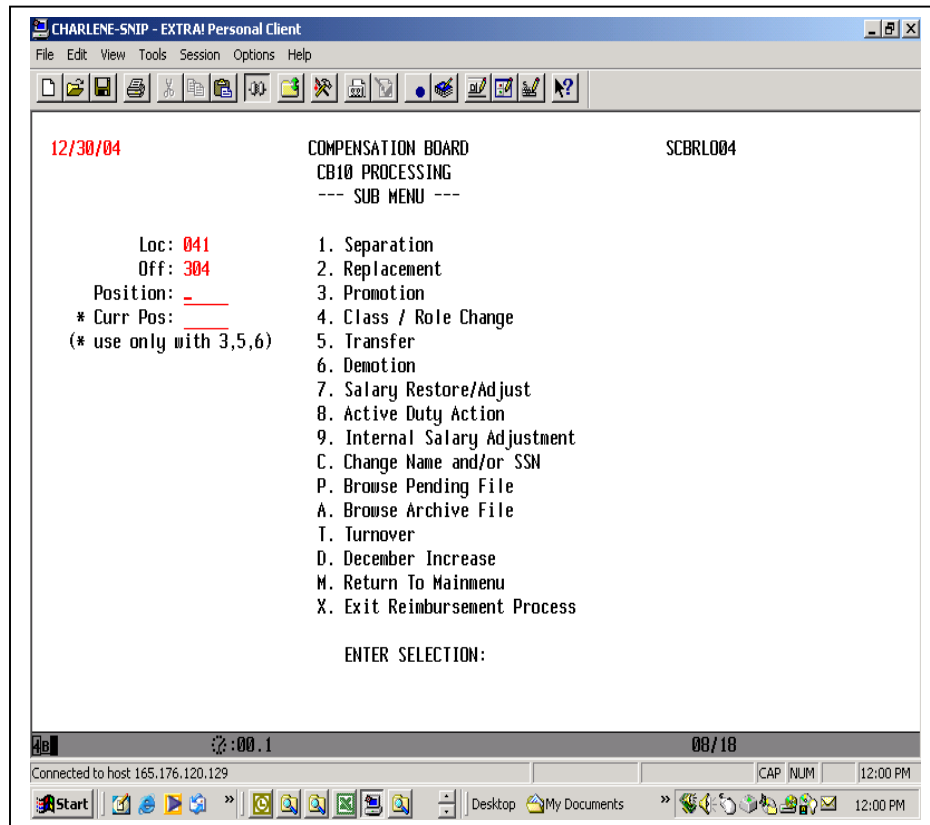 CHARLENE-SNIP - EXTRA! Personal Client
File Edit View Tools Session Options Help
12/30/04 COMPENSATION BOARD SCBRLO04
CB10 PROCESSING
--- SUB MENU ---
Loc: 041 1. Separation
Off: 304 2. Replacement
Position: _ 3. Promotion
* Curr Pos: 4. Class / Role Change
(* use only with 3,5,6) 5. Transfer
6. Demotion
7. Salary Restore/Adjust
8. Active Duty Action
9. Internal Salary Adjustment
C. Change Name and/or SSN
P. Browse Pending File
A. Browse Archive File
T. Turnover
D. December Increase
M. Return To Mainmenu
X. Exit Reimbursement Process
ENTER SELECTION:
4B :00.1 08/18
Connected to host 165.176.120.129 CAP NUM 12:00 PM
Start » Desktop My Documents » 12:00 PM